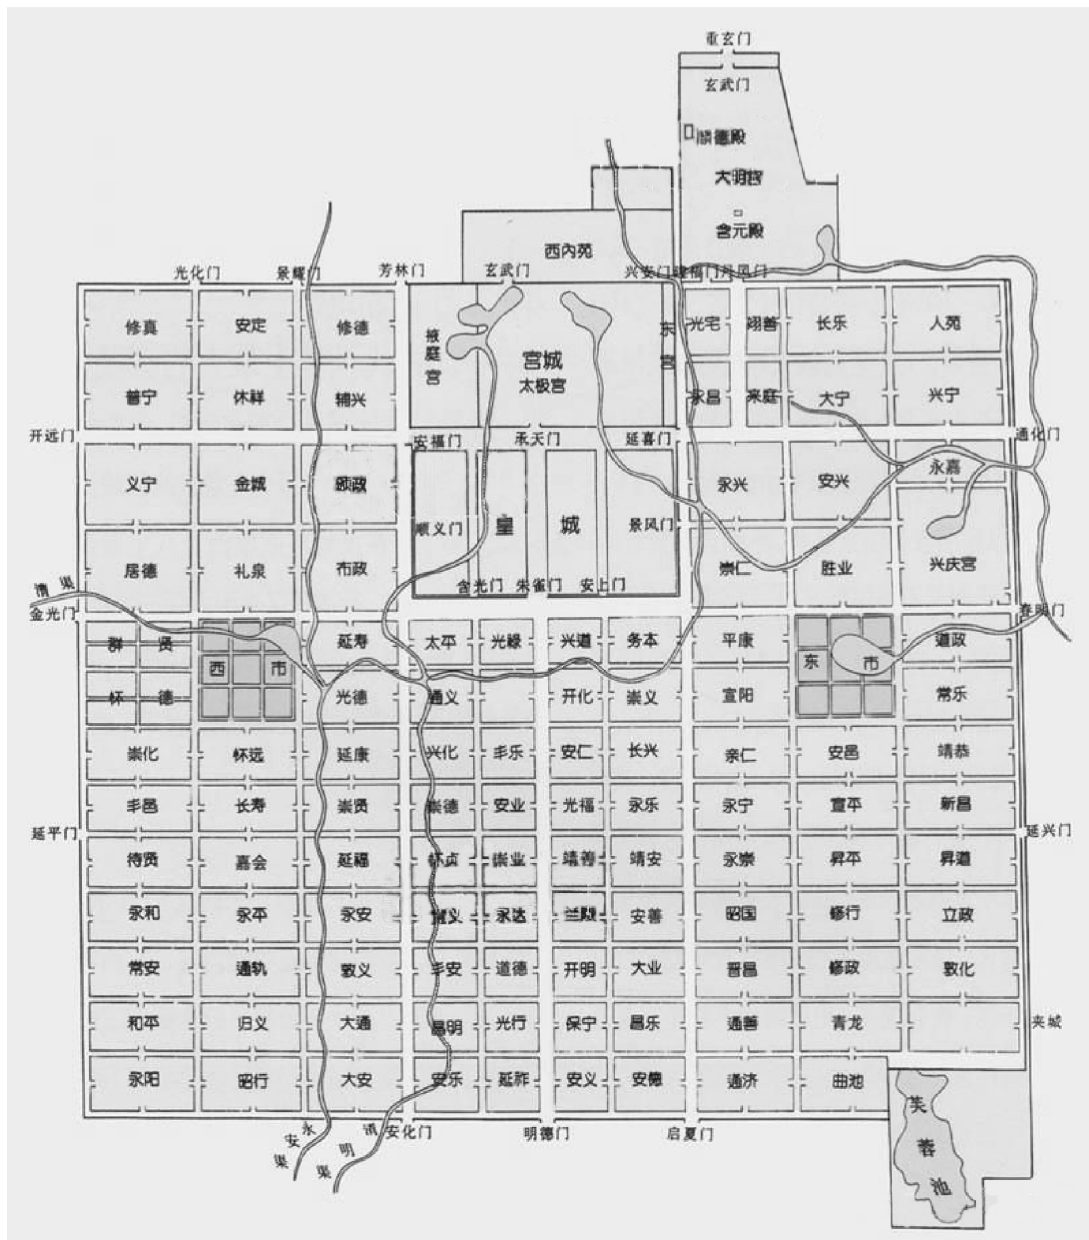 重玄门
玄武门
麟德殿
大明宫
含元殿
西内苑
光化门 景耀门 芳林门 玄武门 兴安门 建福门 丹凤门
修真 安定 修德 掖庭宫 宫城 东宫 光宅 翊善 长乐 入苑
太极宫
普宁 休祥 辅兴 永昌 来庭 大宁 兴宁
开远门 安福门 承天门 延喜门 通化门
义宁 金城 颁政 永兴 安兴 永嘉
顺义门 皇城 景风门
居德 礼泉 布政 崇仁 胜业 兴庆宫
清渠
含光门 朱雀门 安上门
金光门 春明门
群贤 延寿 太平 光禄 兴道 务本 平康 道政
西市 东市
怀德 光德 通义 开化 崇义 宣阳 常乐
崇化 怀远 延康 兴化 丰乐 安仁 长兴 亲仁 安邑 靖恭
丰邑 长寿 崇贤 崇德 安业 光福 永乐 永宁 宣平 新昌
延平门 延兴门
待贤 嘉会 延福 怀贞 崇业 靖善 靖安 永崇 昇平 昇道
永和 永平 永安 永达 兰陵 安善 昭国 修行 立政
常安 通轨 敦义 丰安 道德 开明 大业 晋昌 修政 敦化
和平 归义 大通 昌明 光行 保宁 昌乐 通善 青龙 夹城
永阳 昭行 大安 安乐 延祚 安义 安德 通济 曲池
芙蓉池
永安渠 清明渠 安化门 明德门 启夏门